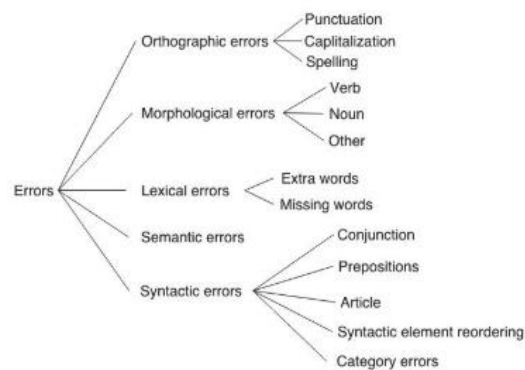 Punctuation
Orthographic errors
Caplitalization
Spelling
Verb
Morphological errors
Noun
Other
Extra words
Errors
Lexical errors
Missing words
Semantic errors
Conjunction
Prepositions
Syntactic errors
Article
Syntactic element reordering
Category errors